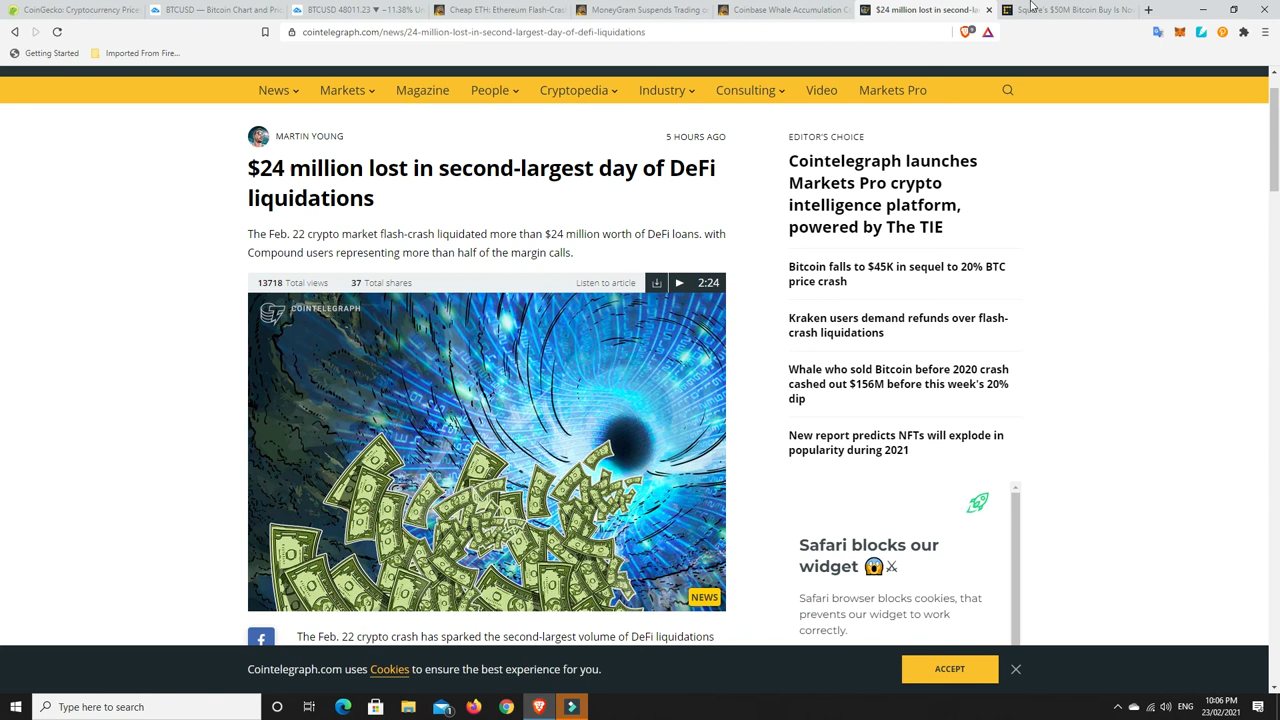 CoinGecko: Cryptocurrency Price
BTCUSD — Bitcoin Chart and Pric
BTCUSD 48011.23 ▼ −11.38% Un
Cheap ETH: Ethereum Flash-Cras
MoneyGram Suspends Trading o
Coinbase Whale Accumulation C
$24 million lost in second-la
Square's $50M Bitcoin Buy Is No
cointelegraph.com/news/24-million-lost-in-second-largest-day-of-defi-liquidations
Getting Started
Imported From Fire...
News
Markets
Magazine
People
Cryptopedia
Industry
Consulting
Video
Markets Pro
MARTIN YOUNG
5 HOURS AGO
$24 million lost in second-largest day of DeFi
liquidations
The Feb. 22 crypto market flash-crash liquidated more than $24 million worth of DeFi loans. with
Compound users representing more than half of the margin calls.
13718 Total views
37 Total shares
Listen to article
2:24
COINTELEGRAPH
NEWS
The Feb. 22 crypto crash has sparked the second-largest volume of DeFi liquidations
EDITOR'S CHOICE
Cointelegraph launches
Markets Pro crypto
intelligence platform,
powered by The TIE
Bitcoin falls to $45K in sequel to 20% BTC
price crash
Kraken users demand refunds over flash-
crash liquidations
Whale who sold Bitcoin before 2020 crash
cashed out $156M before this week's 20%
dip
New report predicts NFTs will explode in
popularity during 2021
Safari blocks our
widget 😱⚔
Safari browser blocks cookies, that
prevents our widget to work
correctly.
Cointelegraph.com uses Cookies to ensure the best experience for you.
ACCEPT
Type here to search
ENG
10:06 PM
23/02/2021